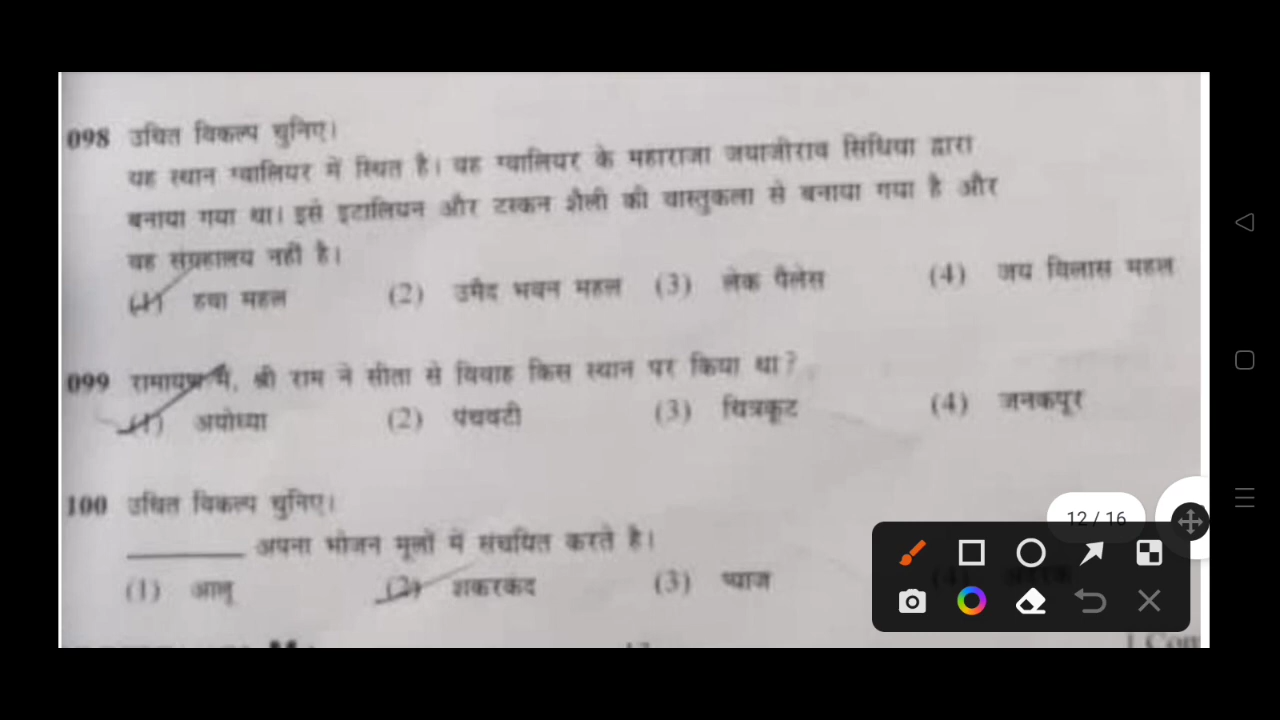 098 उचित विकल्प चुनिए।
यह स्थान ग्वालियर में स्थित है। यह ग्वालियर के महाराजा जयाजीराव सिंधिया द्वारा
बनाया गया था। इसे इटालियन और टस्कन शैली की वास्तुकला से बनाया गया है और
वह संग्रहालय नहीं है।
(1) हवा महल (2) उमैद भवन महल (3) लेक पैलेस (4) जय विलास महल
099 रामायण में, श्री राम ने सीता से विवाह किस स्थान पर किया था?
(1) अयोध्या (2) पंचवटी (3) चित्रकूट (4) जनकपूर
100 उचित विकल्प चुनिए।
________ अपना भोजन मूलों में संचयित करते है।
(1) आलू (2) शकरकंद (3) प्याज (4) अदरक
12 / 16